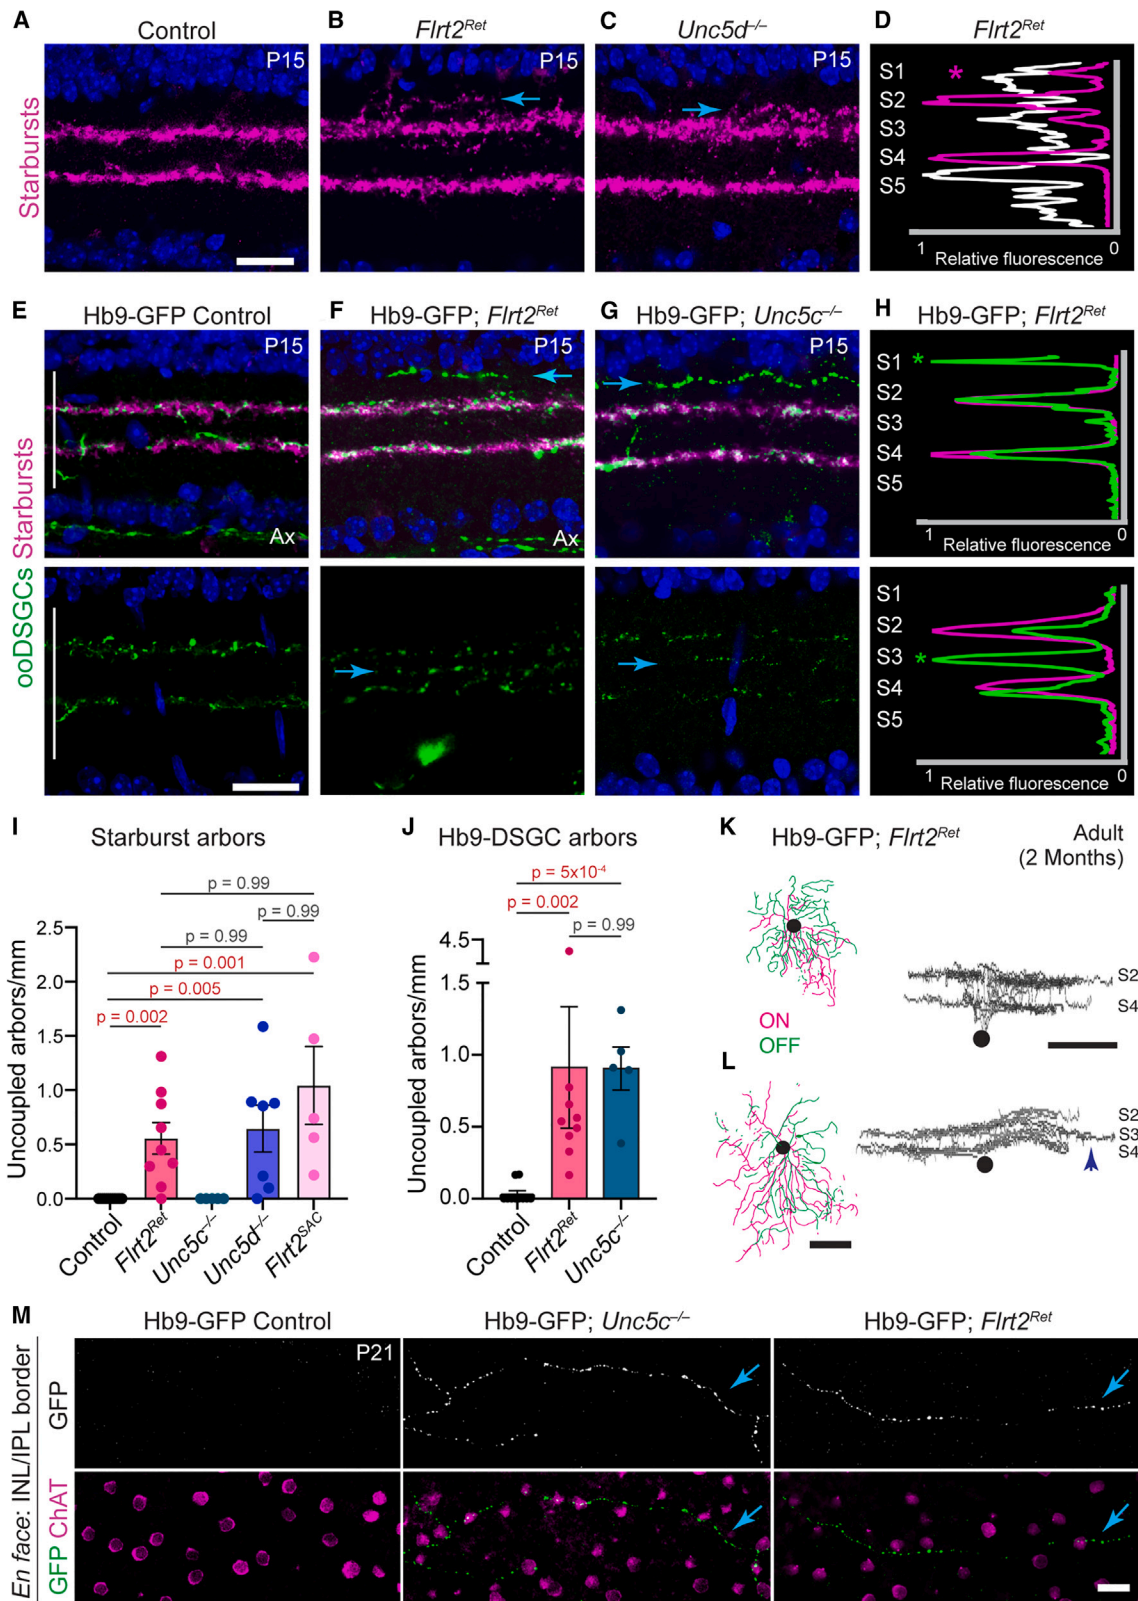 A Control
B Flrt2Ret
C Unc5d–/–
D Flrt2Ret
Starbursts
P15
P15
S1
*
S2
S3
S4
S5
1 0
Relative fluorescence
E Hb9-GFP Control
F Hb9-GFP; Flrt2Ret
G Hb9-GFP; Unc5c–/–
H Hb9-GFP; Flrt2Ret
ooDSGCs Starbursts
P15
P15
P15
Ax
Ax
* S1
S2
S3
S4
S5
1 0
Relative fluorescence
S1
S2
S3 *
S4
S5
1 0
Relative fluorescence
I Starburst arbors
p = 0.99
p = 0.99
p = 0.99
p = 0.001
p = 0.005
p = 0.002
Uncoupled arbors/mm
2.5
2.0
1.5
1.0
0.5
0.0
Control
Flrt2Ret
Unc5c–/–
Unc5d–/–
Flrt2SAC
J Hb9-DSGC arbors
p = 5x10-4
p = 0.002
p = 0.99
Uncoupled arbors/mm
4.5
1.5
1.0
0.5
0.0
Control
Flrt2Ret
Unc5c–/–
K Hb9-GFP; Flrt2Ret
Adult
(2 Months)
S2
S4
ON
OFF
L
S2
S3
S4
M Hb9-GFP Control
Hb9-GFP; Unc5c–/–
Hb9-GFP; Flrt2Ret
En face: INL/IPL border
GFP
P21
GFP ChAT